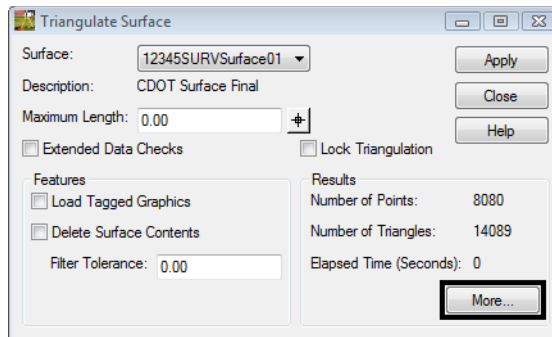 Triangulate Surface
Surface: 12345SURVSurface01
Apply
Description: CDOT Surface Final
Close
Maximum Length: 0.00
Help
Extended Data Checks
Lock Triangulation
Features
Load Tagged Graphics
Delete Surface Contents
Filter Tolerance: 0.00
Results
Number of Points: 8080
Number of Triangles: 14089
Elapsed Time (Seconds): 0
More...